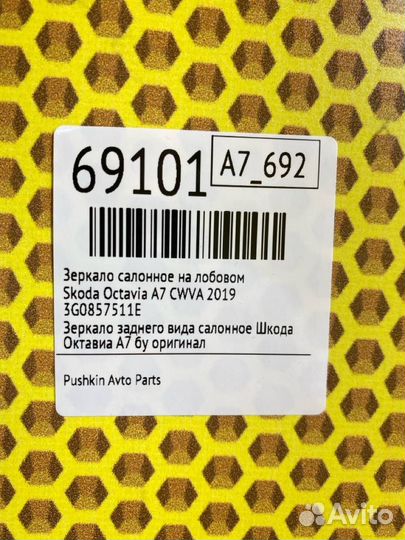 69101
A7_692
Зеркало салонное на лобовом
Skoda Octavia A7 CWVA 2019
3G0857511E
Зеркало заднего вида салонное Шкода
Октавиа А7 бу оригинал
Pushkin Avto Parts
Avito